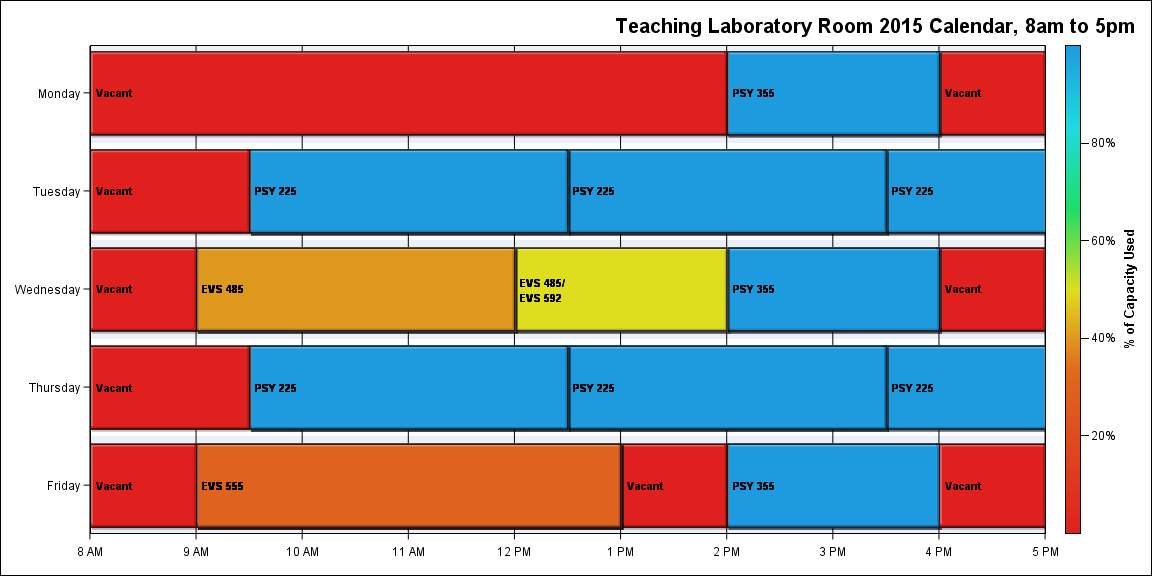 Teaching Laboratory Room 2015 Calendar, 8am to 5pm
Monday
Vacant
PSY 355
Vacant
Tuesday
Vacant
PSY 225
PSY 225
PSY 225
Wednesday
Vacant
EVS 485
EVS 485/
EVS 592
PSY 355
Vacant
Thursday
Vacant
PSY 225
PSY 225
PSY 225
Friday
Vacant
EVS 555
Vacant
PSY 355
Vacant
8 AM
9 AM
10 AM
11 AM
12 PM
1 PM
2 PM
3 PM
4 PM
5 PM
80%
60%
40%
20%
% of Capacity Used